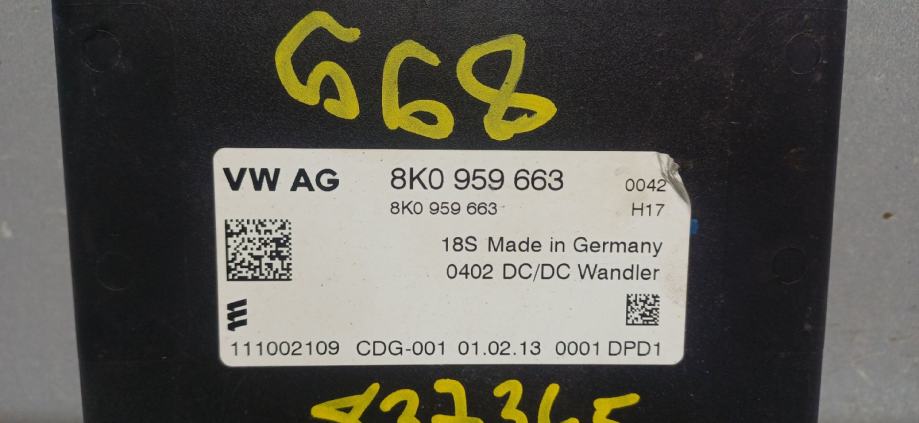 668
VW AG 8K0 959 663 0042
8K0 959 663 H17
18S Made in Germany
0402 DC/DC Wandler
111002109 CDG-001 01.02.13 0001 DPD1